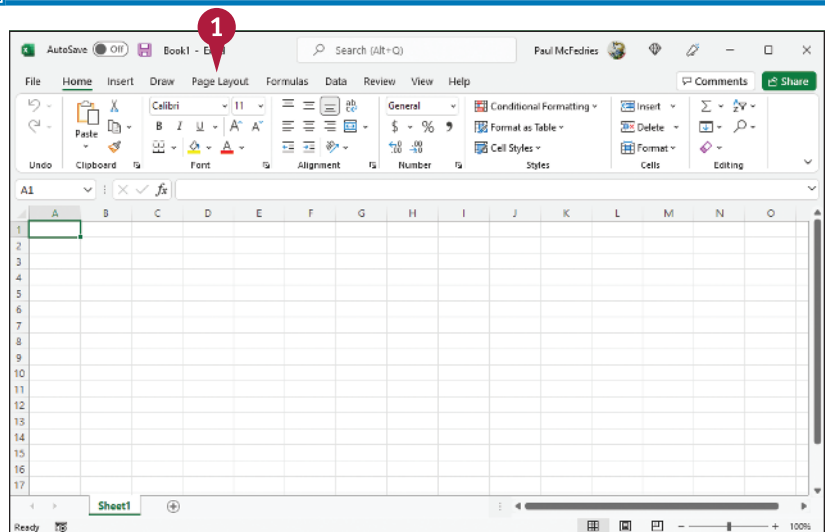 1
AutoSave Off Book1 - E Search (Alt+Q) Paul McFedries
File Home Insert Draw Page Layout Formulas Data Review View Help Comments Share
Calibri 11 General Conditional Formatting Insert
Paste B I U A A $ % 9 Format as Table Delete
A Cell Styles Format
Undo Clipboard Font Alignment Number Styles Cells Editing
A1 fx
A B C D E F G H I J K L M N O
1
2
3
4
5
6
7
8
9
10
11
12
13
14
15
16
17
Sheet1
Ready 100%